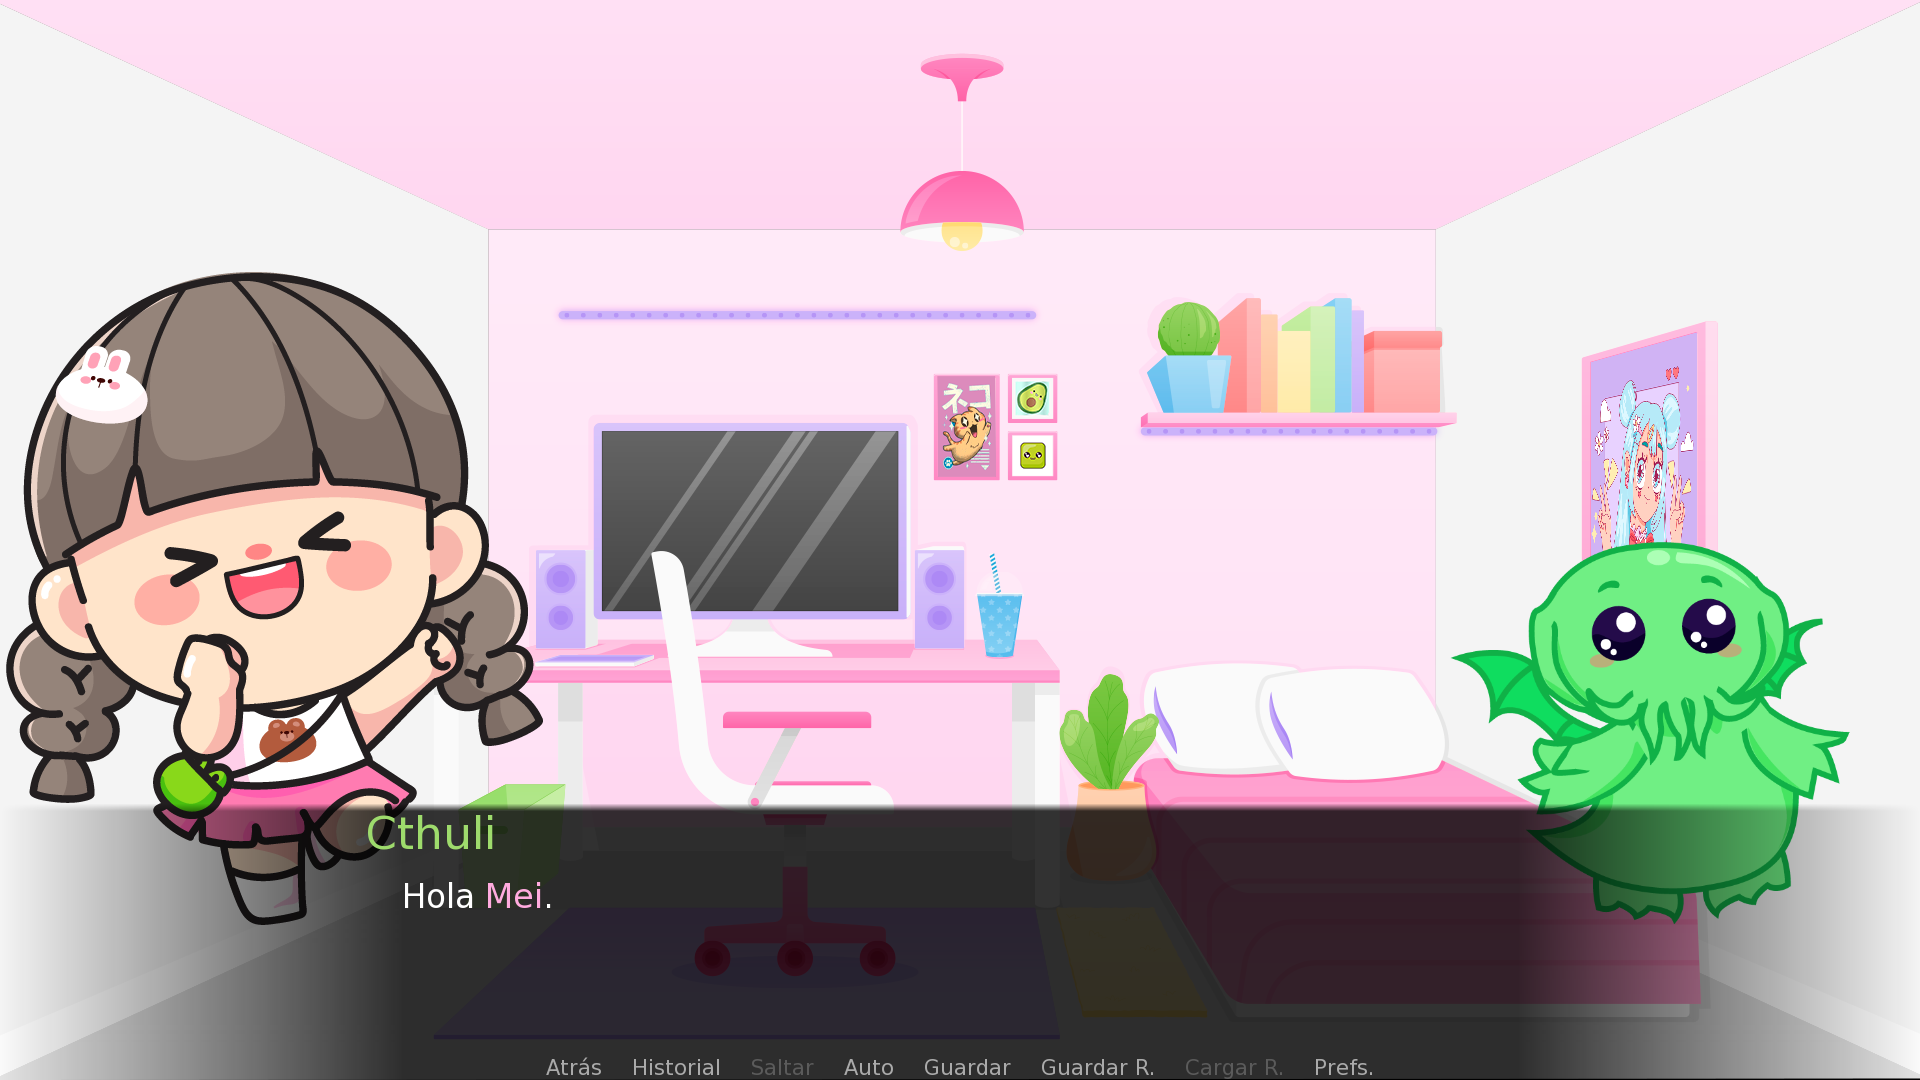 ネコ
Cthuli
Hola Mei.
Atrás Historial Saltar Auto Guardar Guardar R. Cargar R. Prefs.